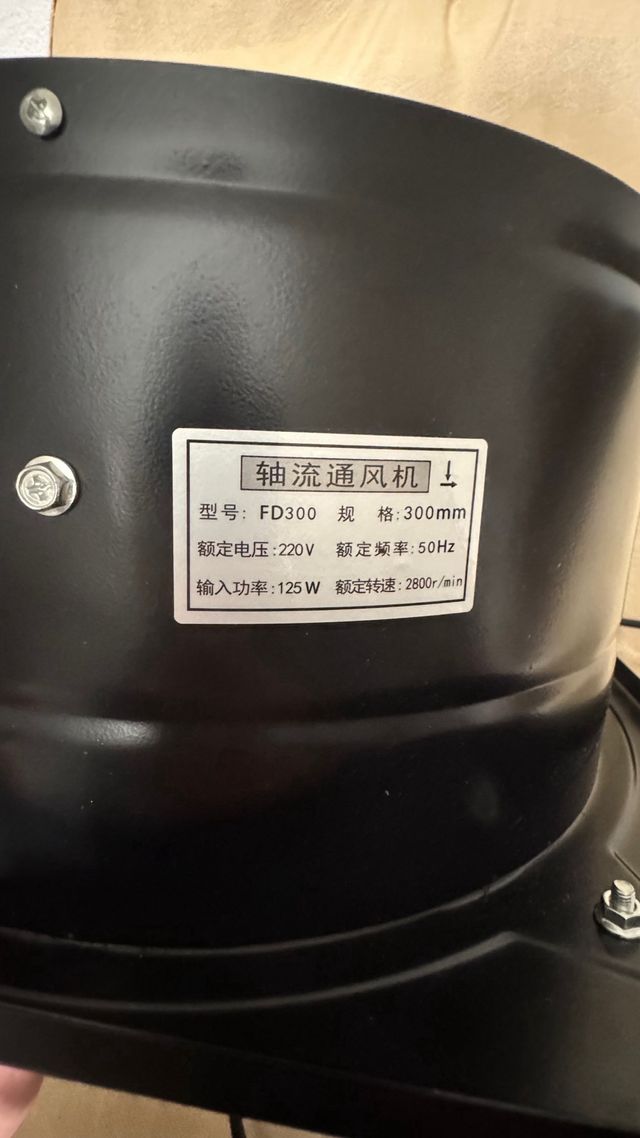 轴流通风机
型号: FD300 规 格:300mm
额定电压:220V 额定频率:50Hz
输入功率:125W 额定转速:2800r/min